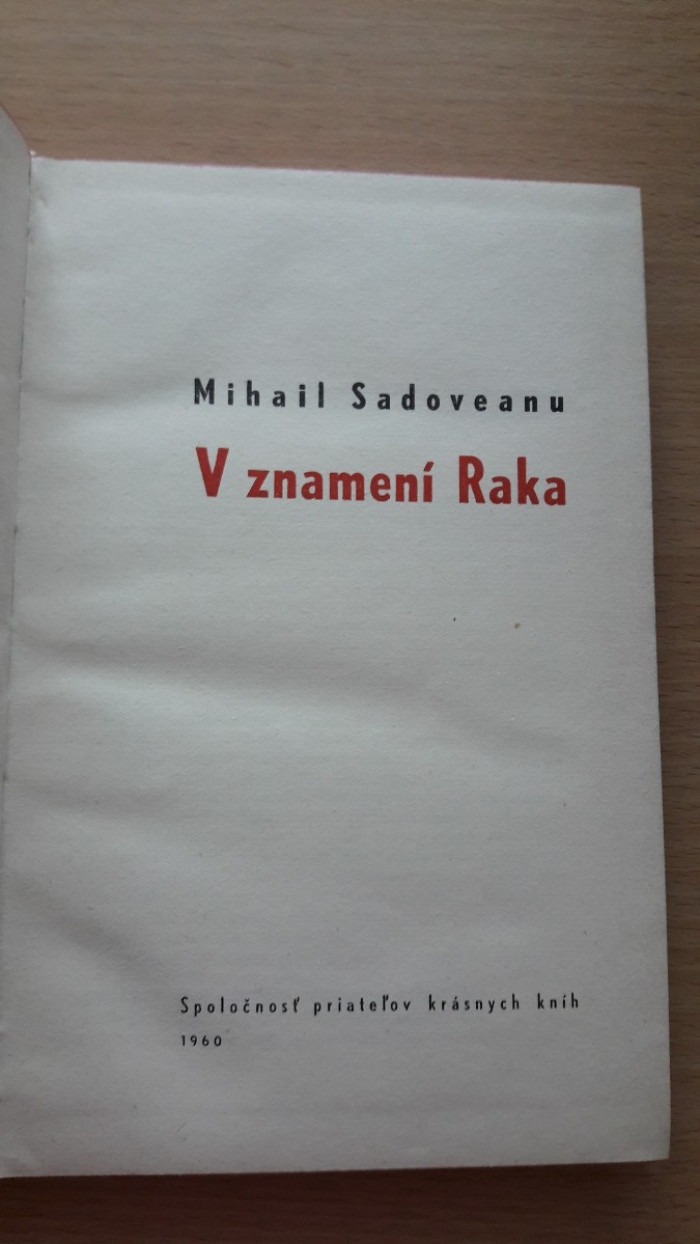 Mihail Sadoveanu
V znamení Raka
Spoločnosť priateľov krásnych kníh
1960